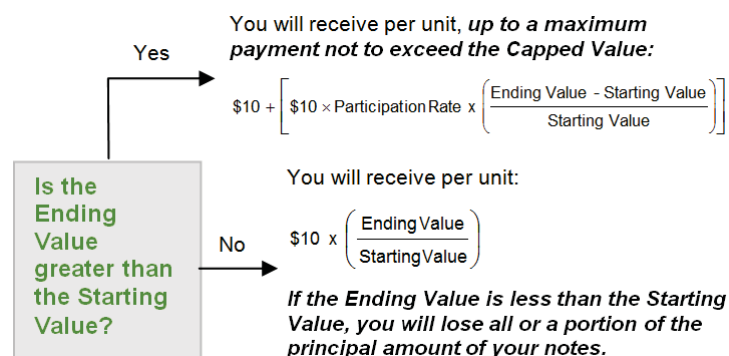 You will receive per unit, up to a maximum
payment not to exceed the Capped Value:
Yes
$10 + [ $10 × Participation Rate x ( Ending Value - Starting Value
Starting Value ) ]
Is the
Ending
Value
greater than
the Starting
Value?
No
You will receive per unit:
$10 x ( Ending Value
Starting Value )
If the Ending Value is less than the Starting
Value, you will lose all or a portion of the
principal amount of your notes.